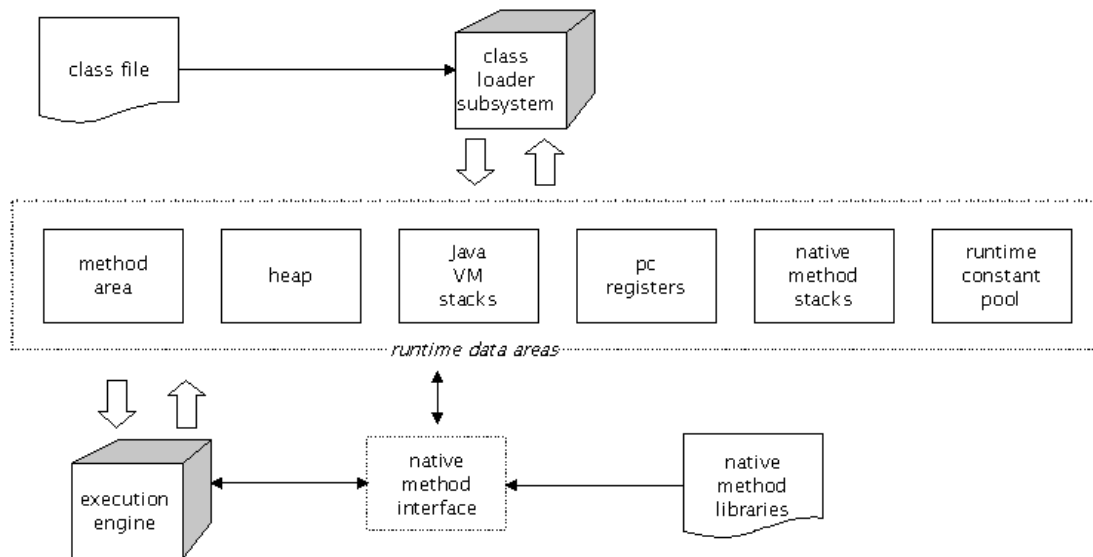 class file
class
loader
subsystem
method
area
heap
Java
VM
stacks
pc
registers
native
method
stacks
runtime
constant
pool
runtime data areas
execution
engine
native
method
interface
native
method
libraries